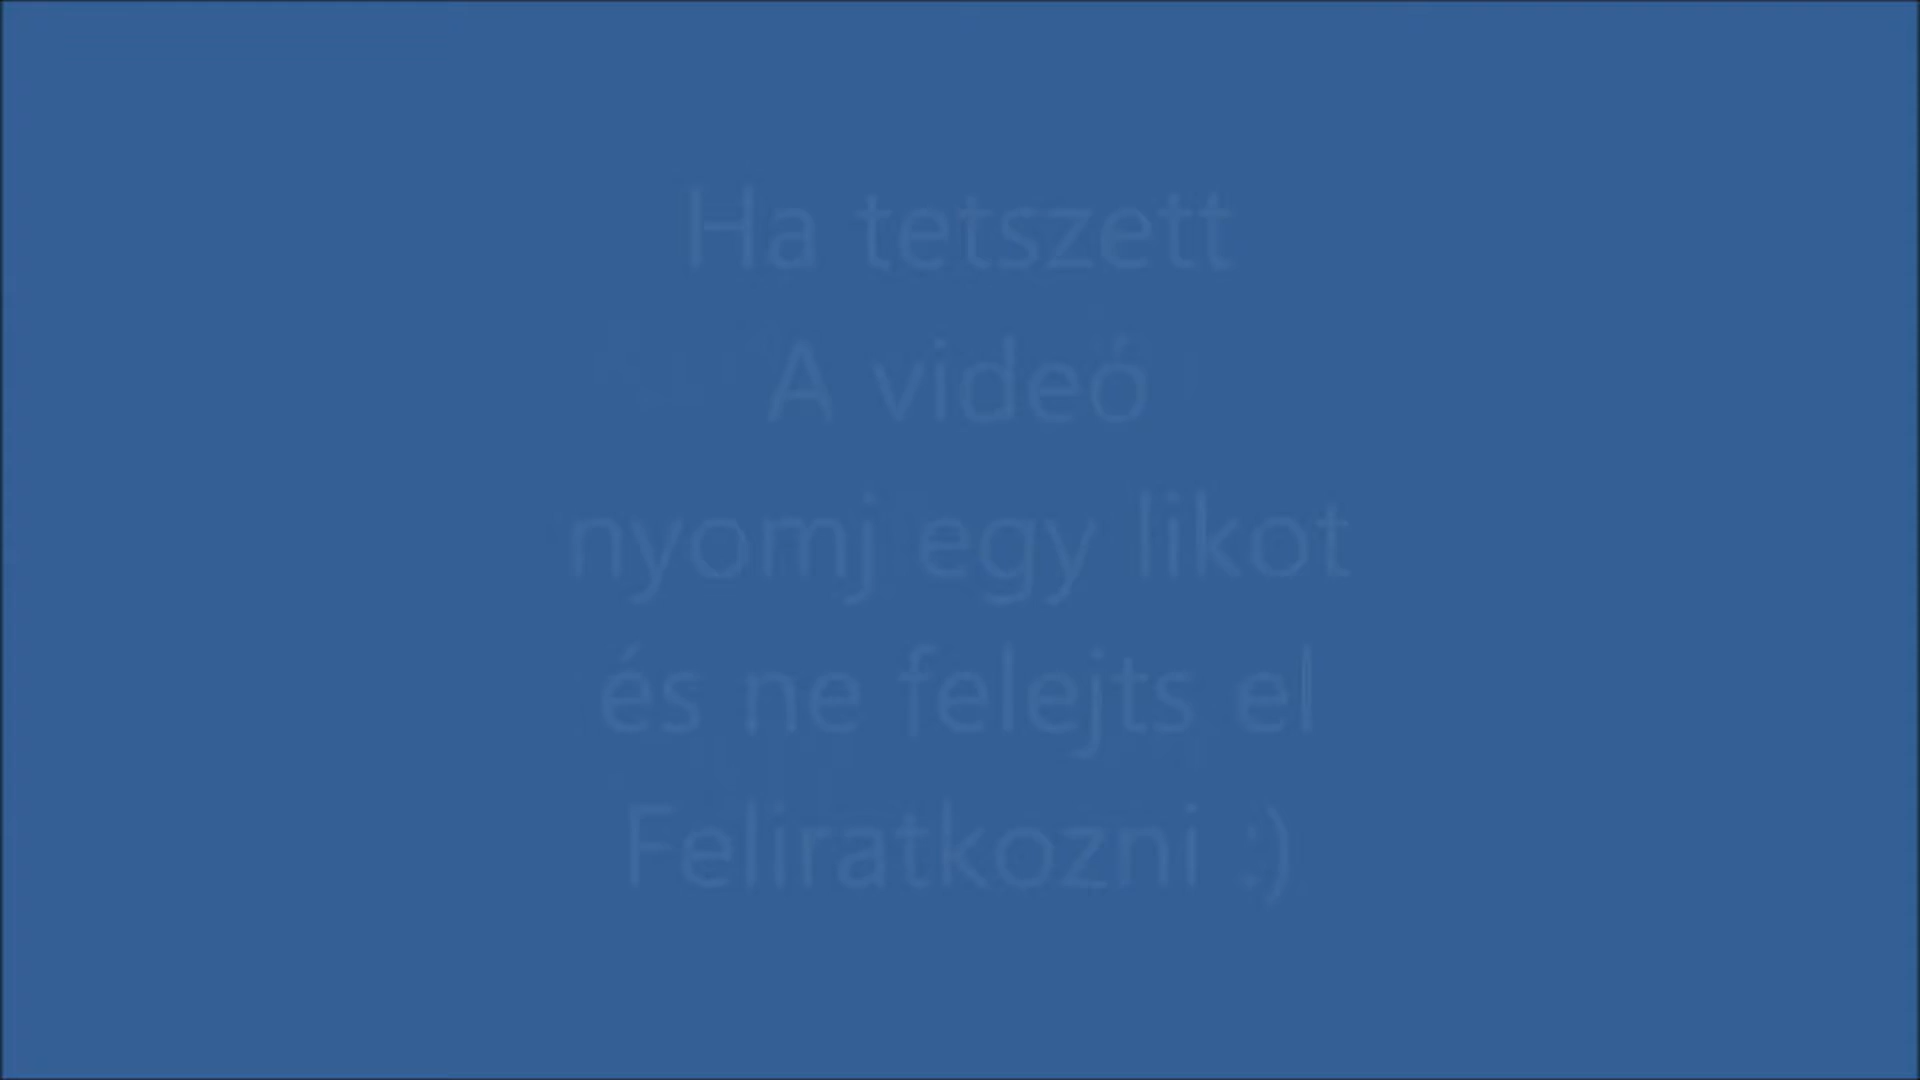 Ha tetszett
A videó
nyomj egy likot
és ne felejts el
Feliratkozni :)